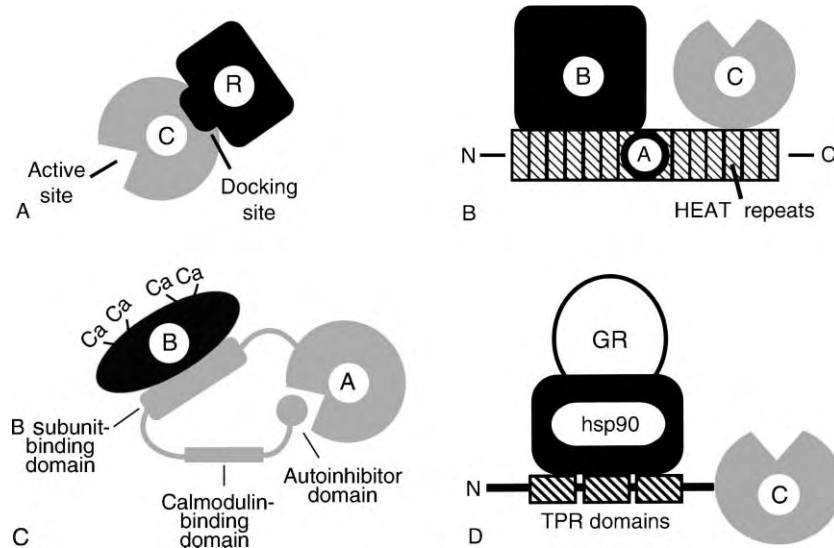 R
C
Active
site
Docking
site
A
B
C
N
A
C
HEAT repeats
B
Ca Ca Ca Ca
B
A
B subunit-
binding
domain
Autoinhibitor
domain
Calmodulin-
binding
domain
C
GR
hsp90
N
C
TPR domains
D